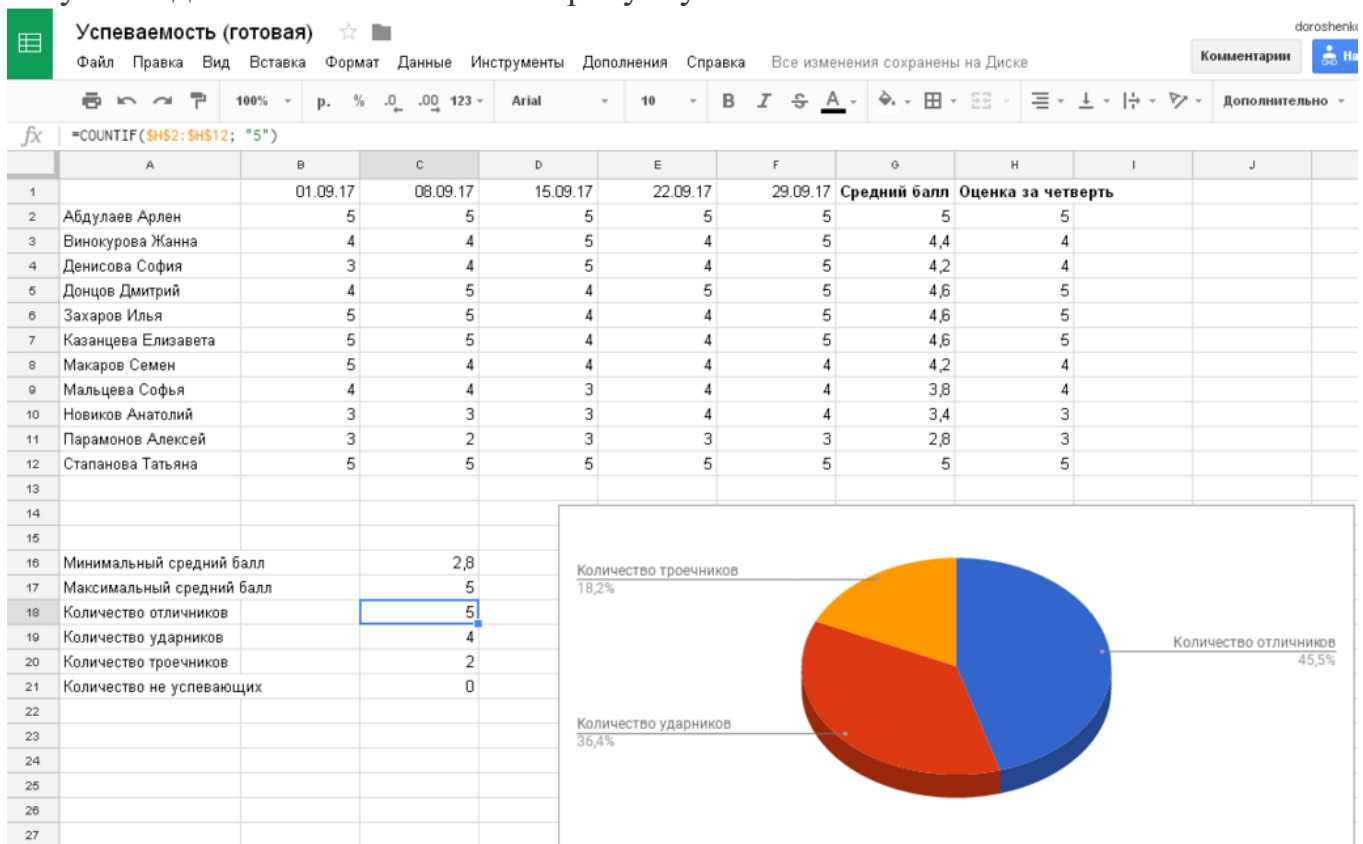 Успеваемость (готовая)
doroshenko
Файл Правка Вид Вставка Формат Данные Инструменты Дополнения Справка Все изменения сохранены на Диске
Комментарии
На
100% р. % .0 .00 123 Arial 10 B I S A Дополнительно
fx =COUNTIF($H$2:$H$12; "5")
A B C D E F G H I J
1 01.09.17 08.09.17 15.09.17 22.09.17 29.09.17 Средний балл Оценка за четверть
2 Абдулаев Арлен 5 5 5 5 5 5 5
3 Винокурова Жанна 4 4 5 4 5 4,4 4
4 Денисова София 3 4 5 4 5 4,2 4
5 Донцов Дмитрий 4 5 4 5 5 4,6 5
6 Захаров Илья 5 5 4 4 5 4,6 5
7 Казанцева Елизавета 5 5 4 4 5 4,6 5
8 Макаров Семен 5 4 4 4 4 4,2 4
9 Мальцева Софья 4 4 3 4 4 3,8 4
10 Новиков Анатолий 3 3 3 4 4 3,4 3
11 Парамонов Алексей 3 2 3 3 3 2,8 3
12 Стапанова Татьяна 5 5 5 5 5 5 5
13
14
15
16 Минимальный средний балл 2,8
17 Максимальный средний балл 5
18 Количество отличников 5
19 Количество ударников 4
20 Количество троечников 2
21 Количество не успевающих 0
22
23
24
25
26
27
Количество троечников
18,2%
Количество отличников
45,5%
Количество ударников
36,4%